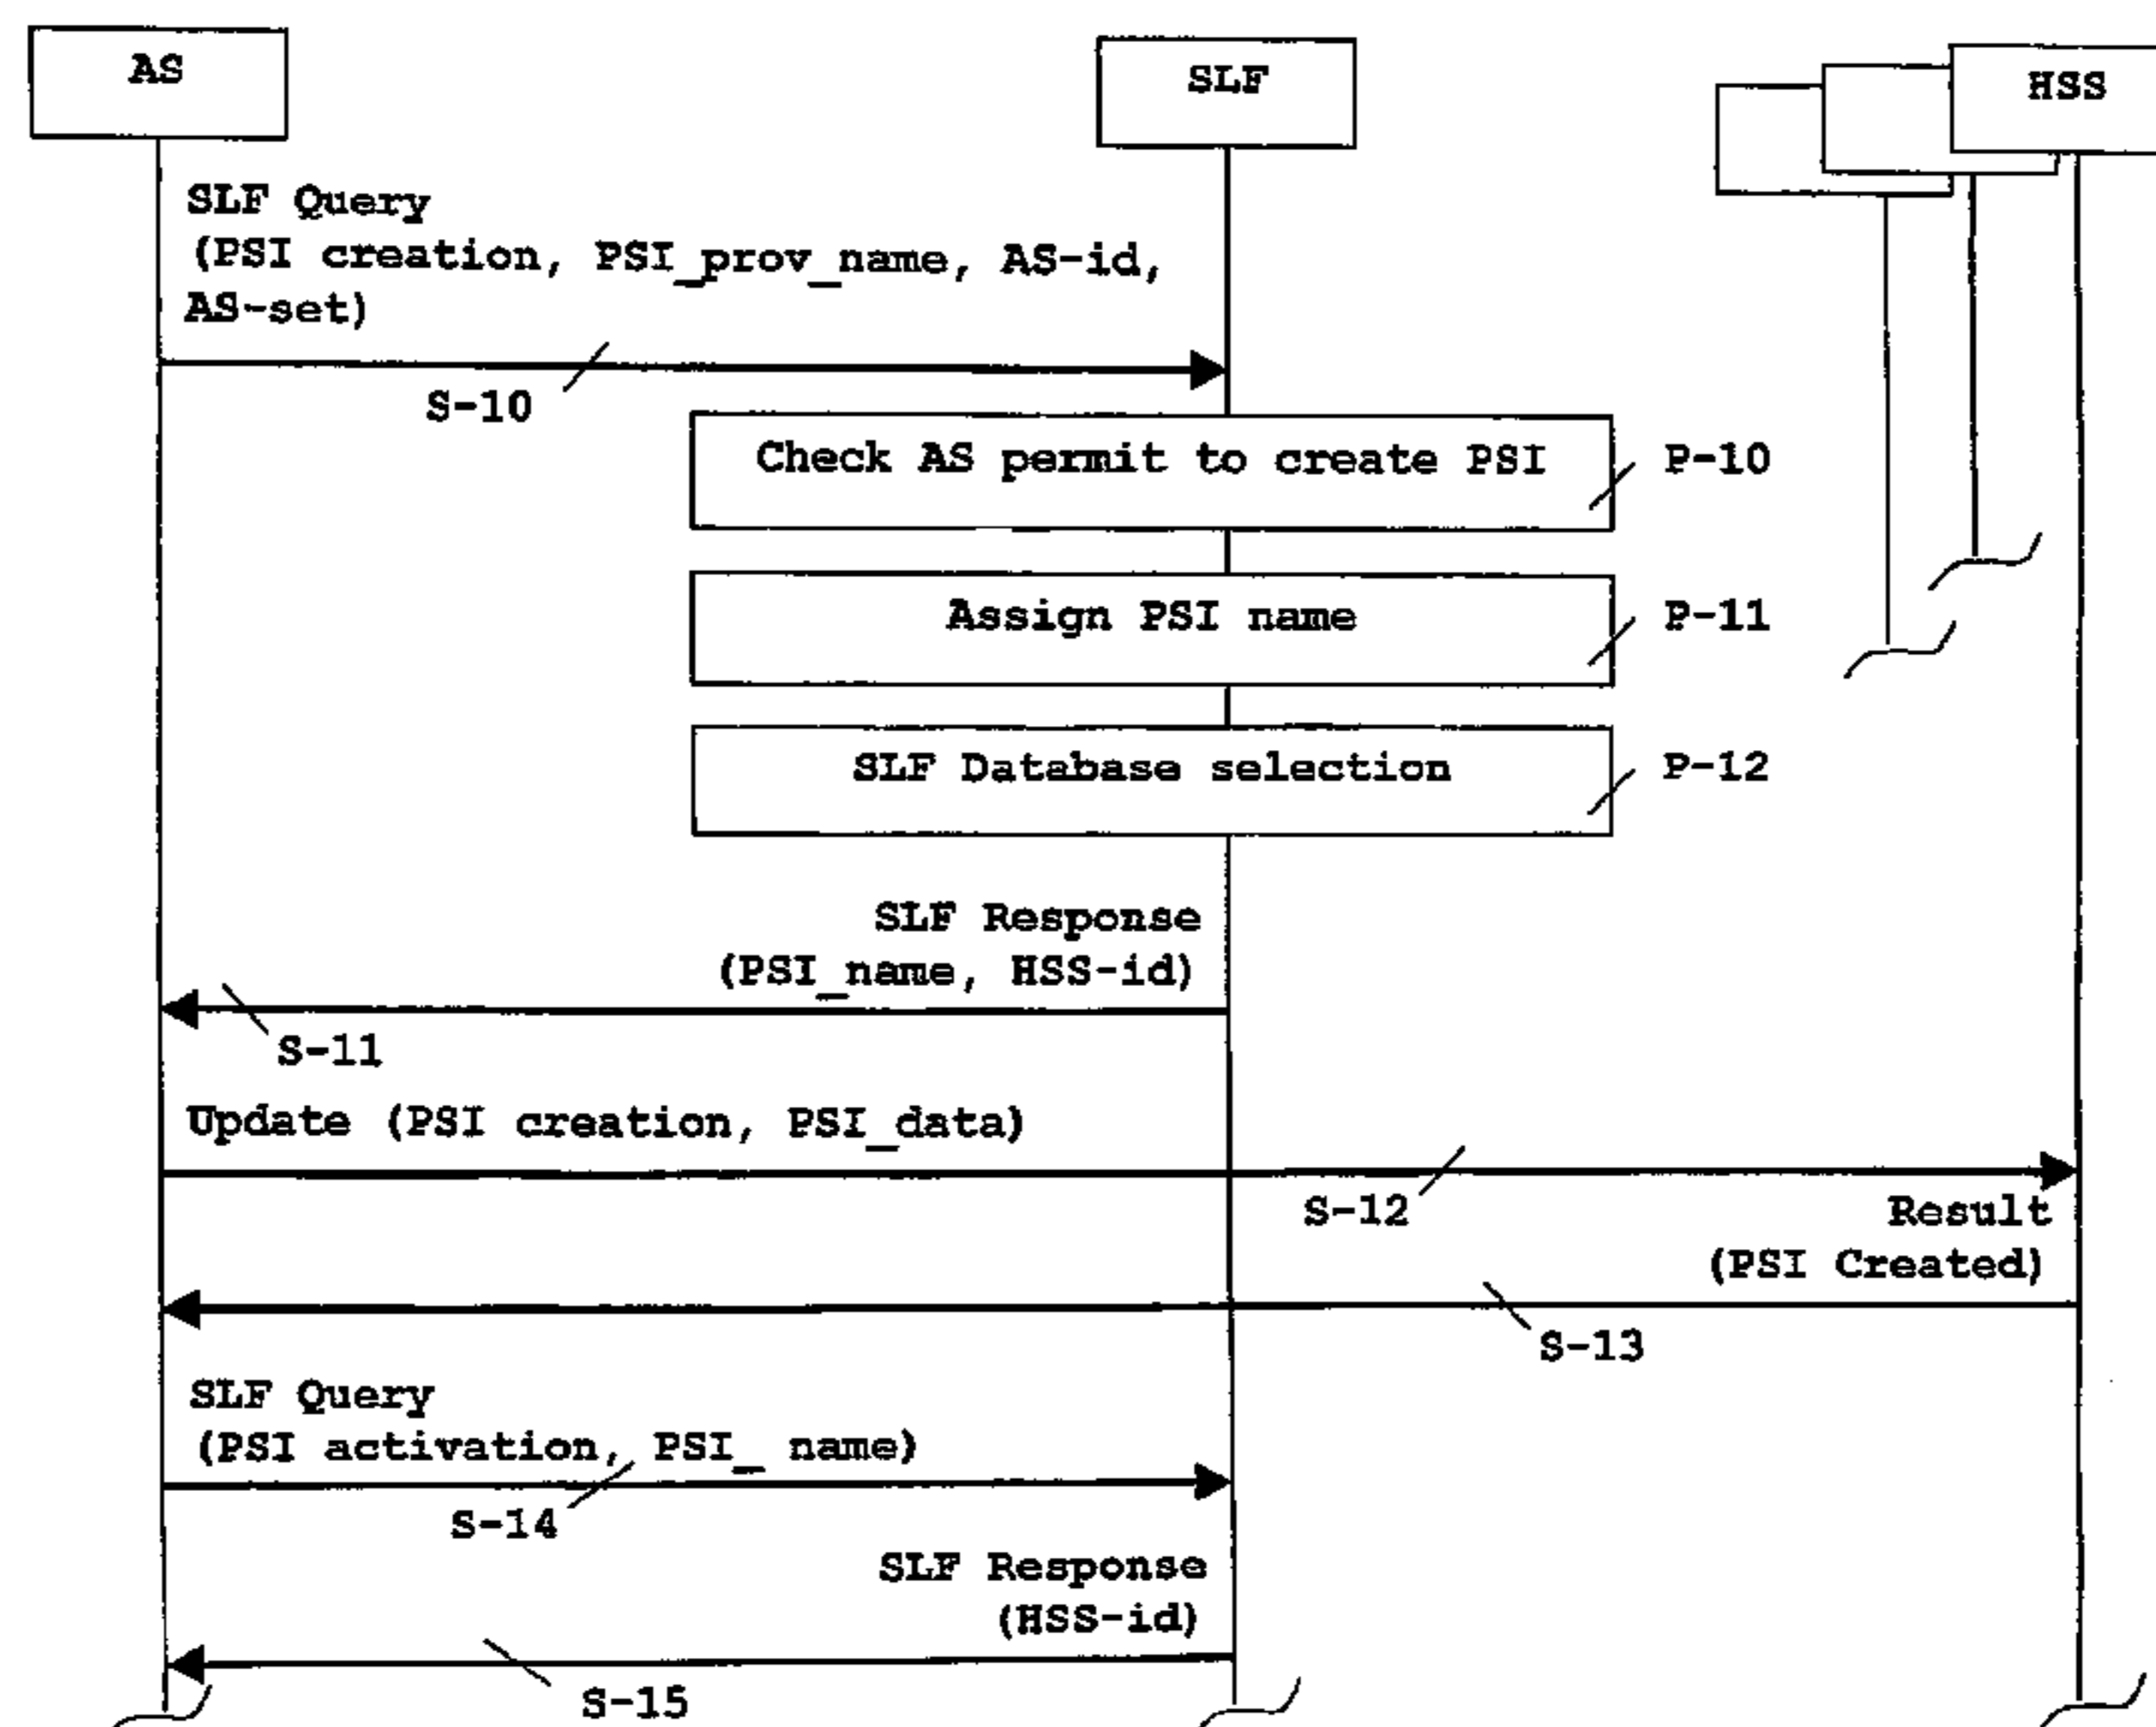 AS
SLF
HSS
SLF Query
(PSI creation, PSI_prov_name, AS-id,
AS-set)
S-10
Check AS permit to create PSI
P-10
Assign PSI name
P-11
SLF Database selection
P-12
SLF Response
(PSI_name, HSS-id)
S-11
Update (PSI creation, PSI_data)
S-12
Result
(PSI Created)
S-13
SLF Query
(PSI activation, PSI_ name)
S-14
SLF Response
(HSS-id)
S-15